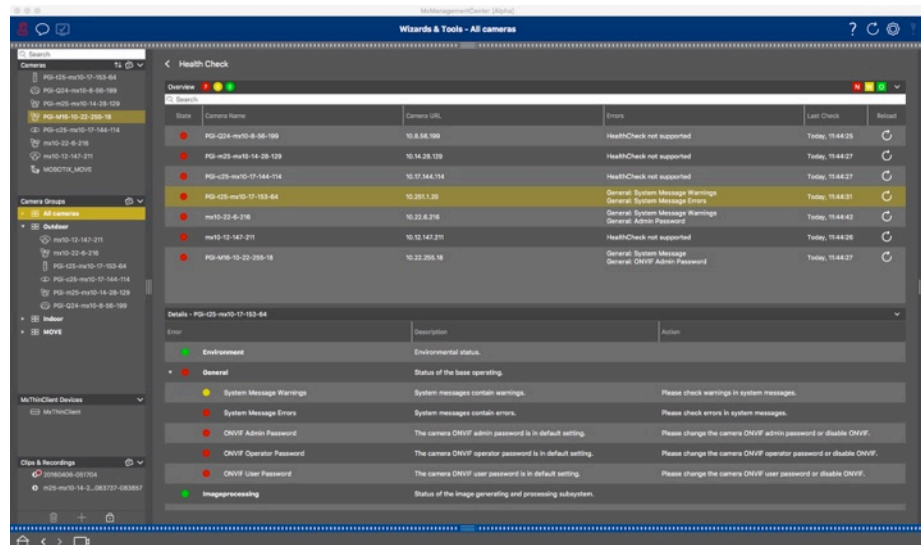 MxManagementCenter [Alpha]
Wizards & Tools - All cameras
Search
Cameras
PGi-t25-mx10-17-153-64
PGi-Q24-mx10-8-56-199
PGi-m25-mx10-14-28-129
PGi-M16-10-22-255-18
PGi-c25-mx10-17-144-114
mx10-22-6-216
mx10-12-147-211
MOBOTIX_MOVE
Camera Groups
All cameras
Outdoor
mx10-12-147-211
mx10-22-6-216
PGi-t25-mx10-17-153-64
PGi-c25-mx10-17-144-114
PGi-m25-mx10-14-28-129
PGi-Q24-mx10-8-56-199
Indoor
MOVE
MxThinClient Devices
MxThinClient
Clips & Recordings
20160406-051704
m25-mx10-14-2...083737-083857
Health Check
Overview 7
N W O
Search
State Camera Name Camera URL Errors Last Check Reload
PGi-Q24-mx10-8-56-199 10.8.56.199 HealthCheck not supported Today, 11:44:25
PGi-m25-mx10-14-28-129 10.14.28.129 HealthCheck not supported Today, 11:44:27
PGi-c25-mx10-17-144-114 10.17.144.114 HealthCheck not supported Today, 11:44:27
PGi-t25-mx10-17-153-64 10.251.1.20 General: System Message Warnings Today, 11:44:31
General: System Message Errors
mx10-22-6-216 10.22.6.216 General: System Message Warnings Today, 11:44:42
General: Admin Password
mx10-12-147-211 10.12.147.211 HealthCheck not supported Today, 11:44:26
PGi-M16-10-22-255-18 10.22.255.18 General: System Message Today, 11:44:37
General: ONVIF Admin Password
Details - PGi-t25-mx10-17-153-64
Error Description Action
Environment Environmental status.
General Status of the base operating.
System Message Warnings System messages contain warnings. Please check warnings in system messages.
System Message Errors System messages contain errors. Please check errors in system messages.
ONVIF Admin Password The camera ONVIF admin password is in default setting. Please change the camera ONVIF admin password or disable ONVIF.
ONVIF Operator Password The camera ONVIF operator password is in default setting. Please change the camera ONVIF operator password or disable ONVIF.
ONVIF User Password The camera ONVIF user password is in default setting. Please change the camera ONVIF user password or disable ONVIF.
Imageprocessing Status of the image generating and processing subsystem.